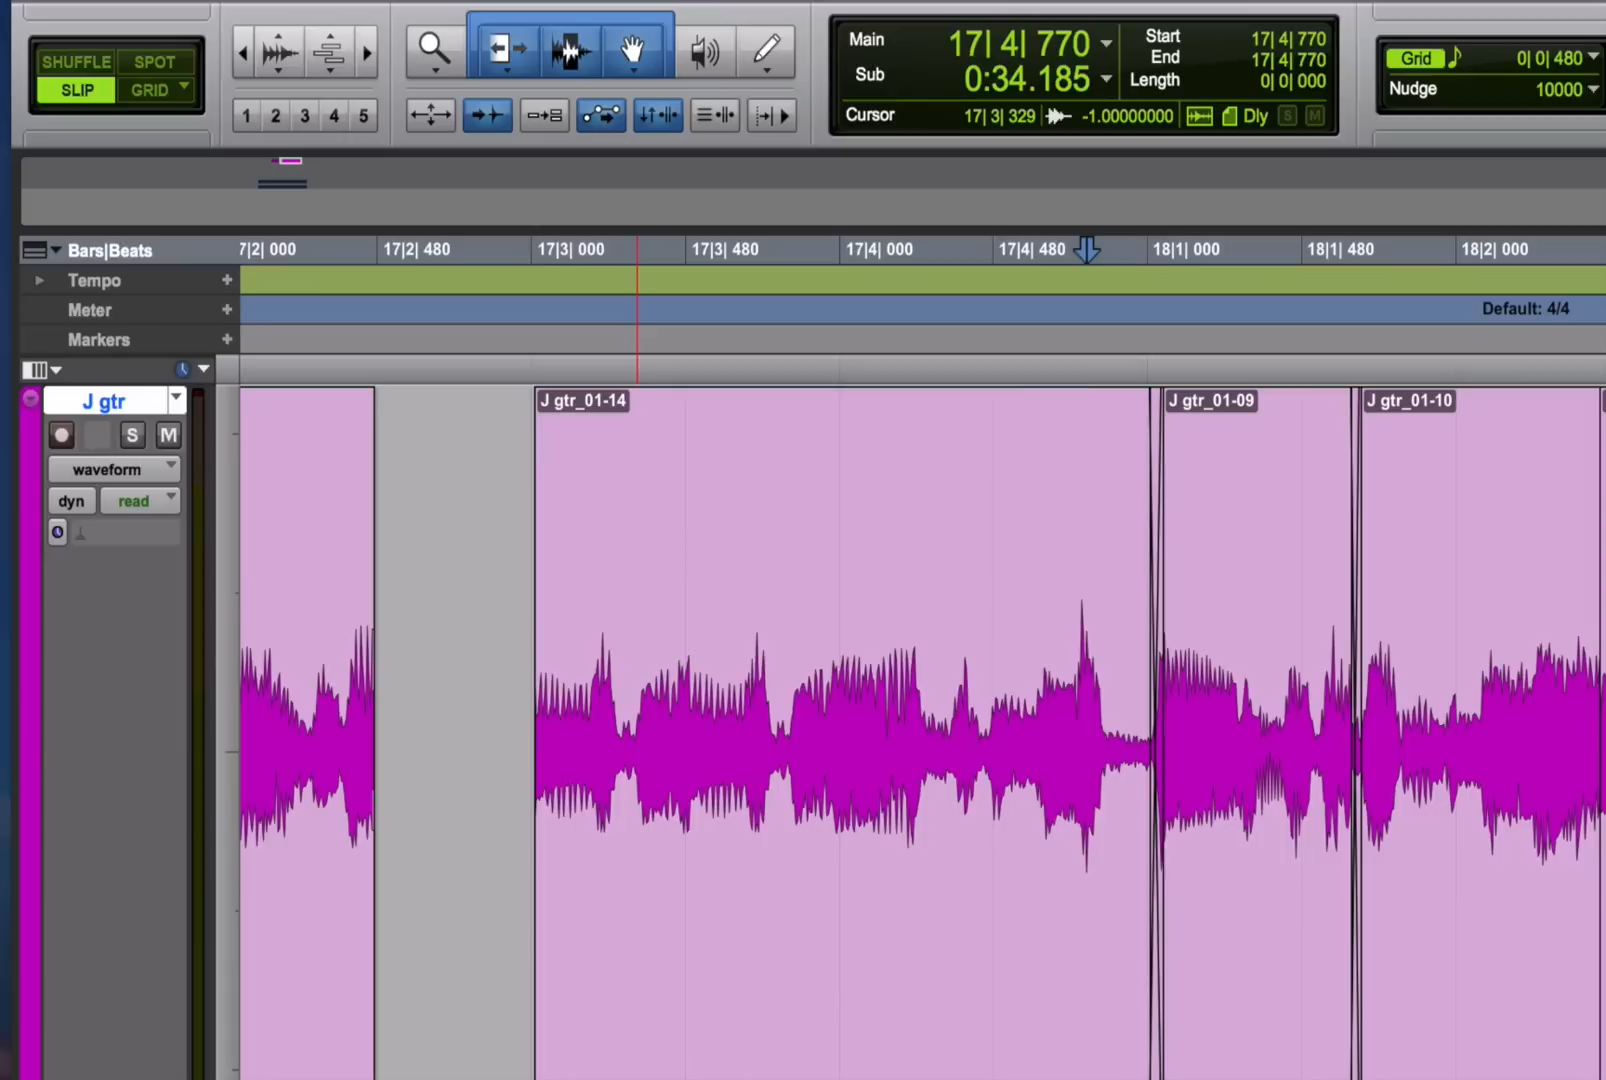 SHUFFLE SPOT
SLIP GRID
1 2 3 4 5
Main 17| 4| 770
Sub 0:34.185
Start 17| 4| 770
End 17| 4| 770
Length 0| 0| 000
Cursor 17| 3| 329 -1.00000000 Dly S M
Grid 0| 0| 480
Nudge 10000
Bars|Beats 7|2| 000 17|2| 480 17|3| 000 17|3| 480 17|4| 000 17|4| 480 18|1| 000 18|1| 480 18|2| 000
Tempo +
Meter + Default: 4/4
Markers +
J gtr J gtr_01-14 J gtr_01-09 J gtr_01-10
S M
waveform
dyn read